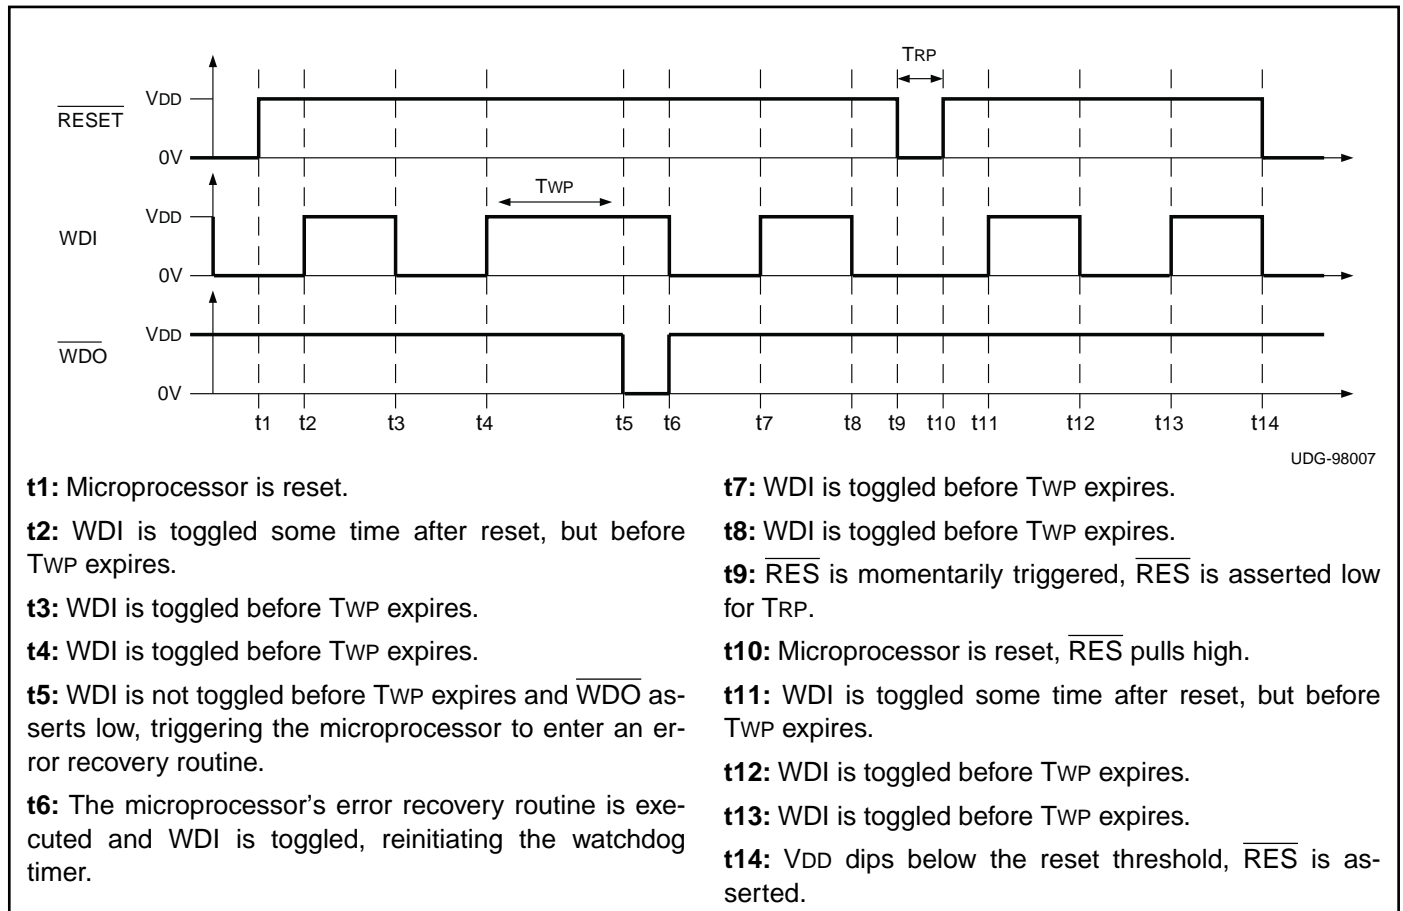 TRP
VDD
RESET
0V
TWP
VDD
WDI
0V
VDD
WDO
0V
t1 t2 t3 t4 t5 t6 t7 t8 t9 t10 t11 t12 t13 t14
UDG-98007
t1: Microprocessor is reset.
t2: WDI is toggled some time after reset, but before
TWP expires.
t3: WDI is toggled before TWP expires.
t4: WDI is toggled before TWP expires.
t5: WDI is not toggled before TWP expires and WDO as-
serts low, triggering the microprocessor to enter an er-
ror recovery routine.
t6: The microprocessor's error recovery routine is exe-
cuted and WDI is toggled, reinitiating the watchdog
timer.
t7: WDI is toggled before TWP expires.
t8: WDI is toggled before TWP expires.
t9: RES is momentarily triggered, RES is asserted low
for TRP.
t10: Microprocessor is reset, RES pulls high.
t11: WDI is toggled some time after reset, but before
TWP expires.
t12: WDI is toggled before TWP expires.
t13: WDI is toggled before TWP expires.
t14: VDD dips below the reset threshold, RES is as-
serted.